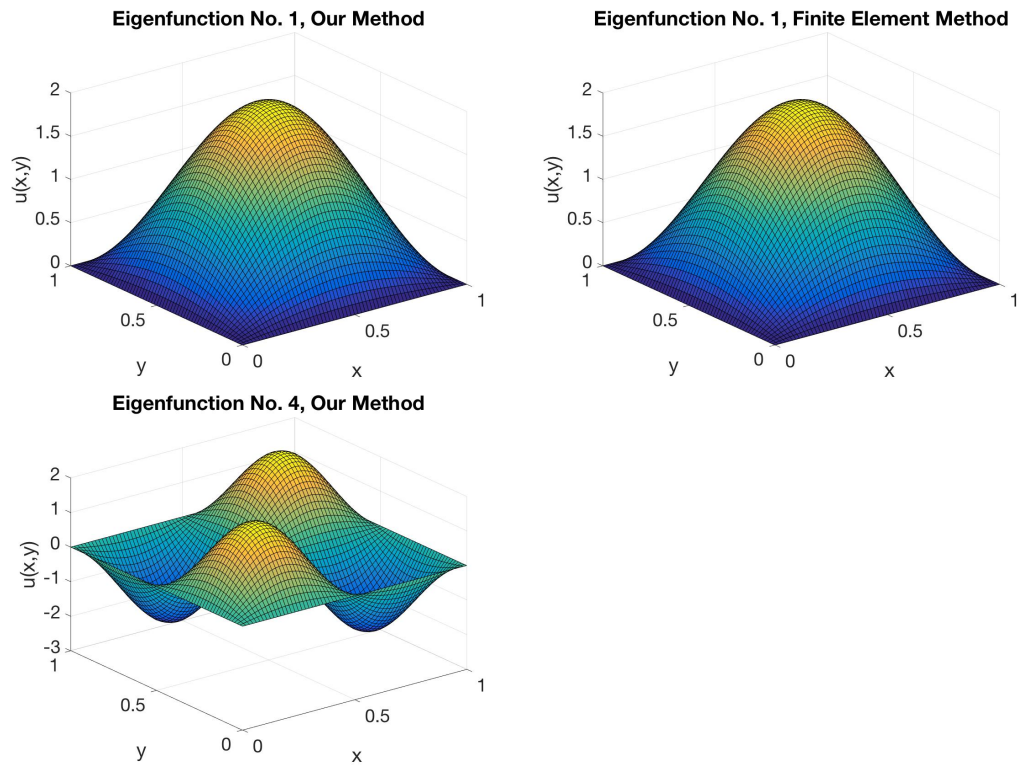 Eigenfunction No. 1, Our Method
2
1.5
1
0.5
0
u(x,y)
1
0.5
0
y
0
0.5
1
x
Eigenfunction No. 1, Finite Element Method
2
1.5
1
0.5
0
u(x,y)
1
0.5
0
y
0
0.5
1
x
Eigenfunction No. 4, Our Method
2
1
0
-1
-2
-3
u(x,y)
1
0.5
0
y
0
0.5
1
x